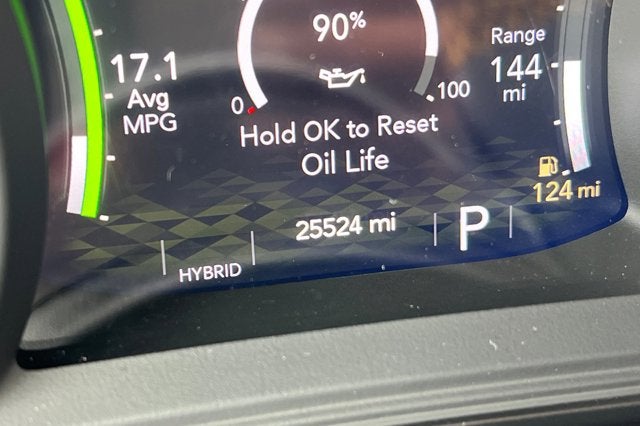 90%
17.1
Avg
MPG
Range
144
mi
0
100
Hold OK to Reset
Oil Life
124 mi
25524 mi
P
HYBRID